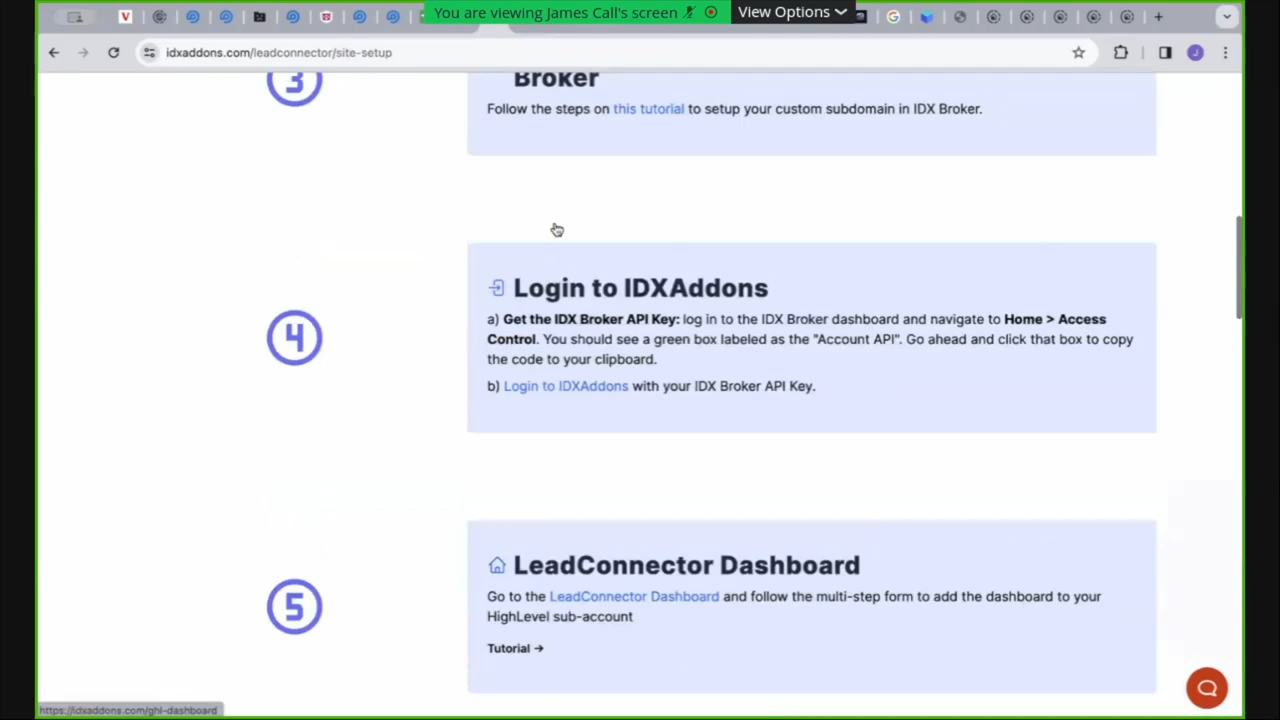 You are viewing James Call's screen
View Options
idxaddons.com/leadconnector/site-setup
3
Broker
Follow the steps on this tutorial to setup your custom subdomain in IDX Broker.
4
Login to IDXAddons
a) Get the IDX Broker API Key: log in to the IDX Broker dashboard and navigate to Home > Access
Control. You should see a green box labeled as the "Account API". Go ahead and click that box to copy
the code to your clipboard.
b) Login to IDXAddons with your IDX Broker API Key.
5
LeadConnector Dashboard
Go to the LeadConnector Dashboard and follow the multi-step form to add the dashboard to your
HighLevel sub-account
Tutorial →
https://idxaddons.com/ghl-dashboard